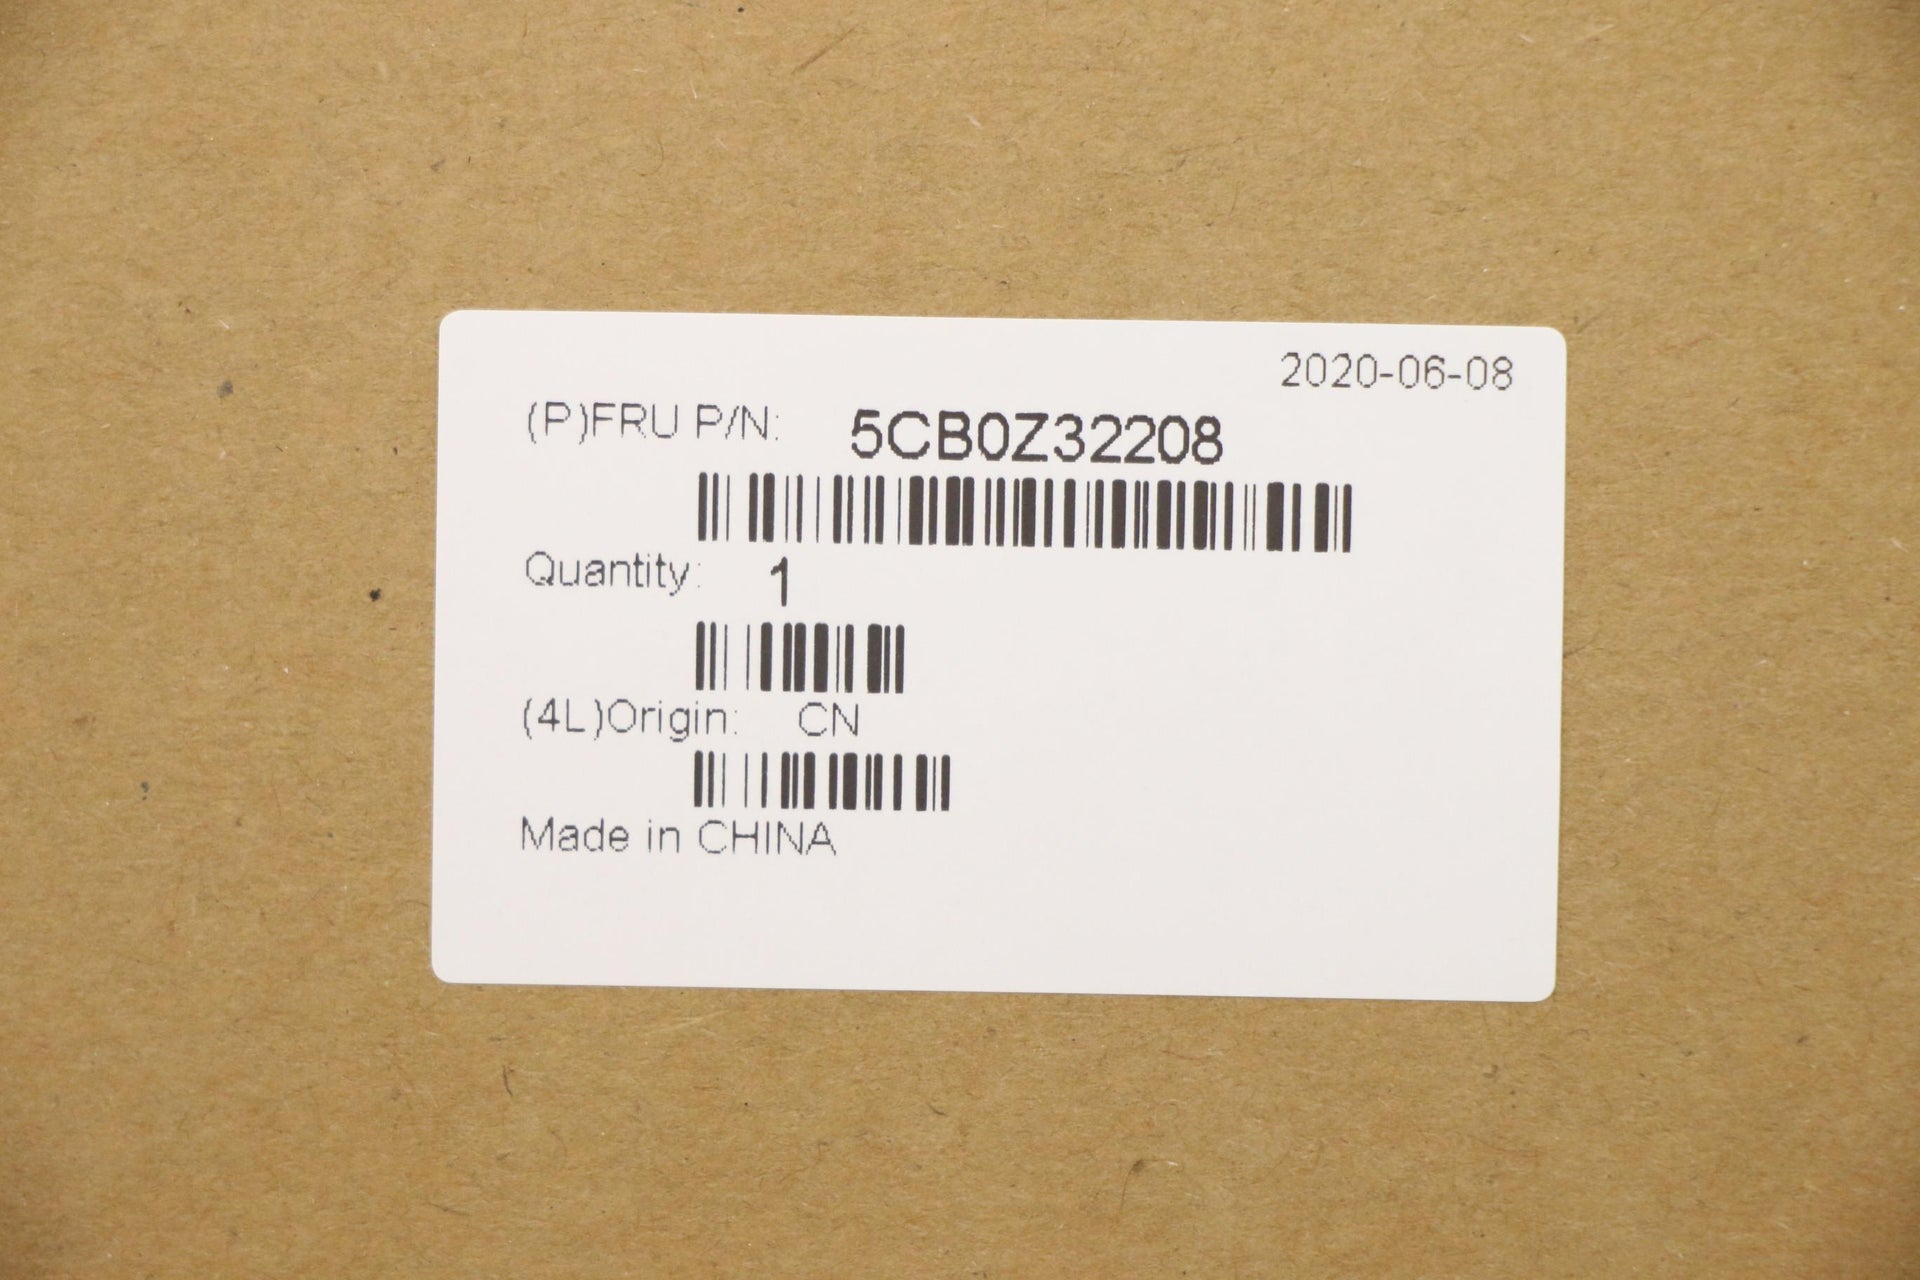 2020-06-08
(P)FRU P/N: 5CB0Z32208
Quantity: 1
(4L)Origin: CN
Made in CHINA